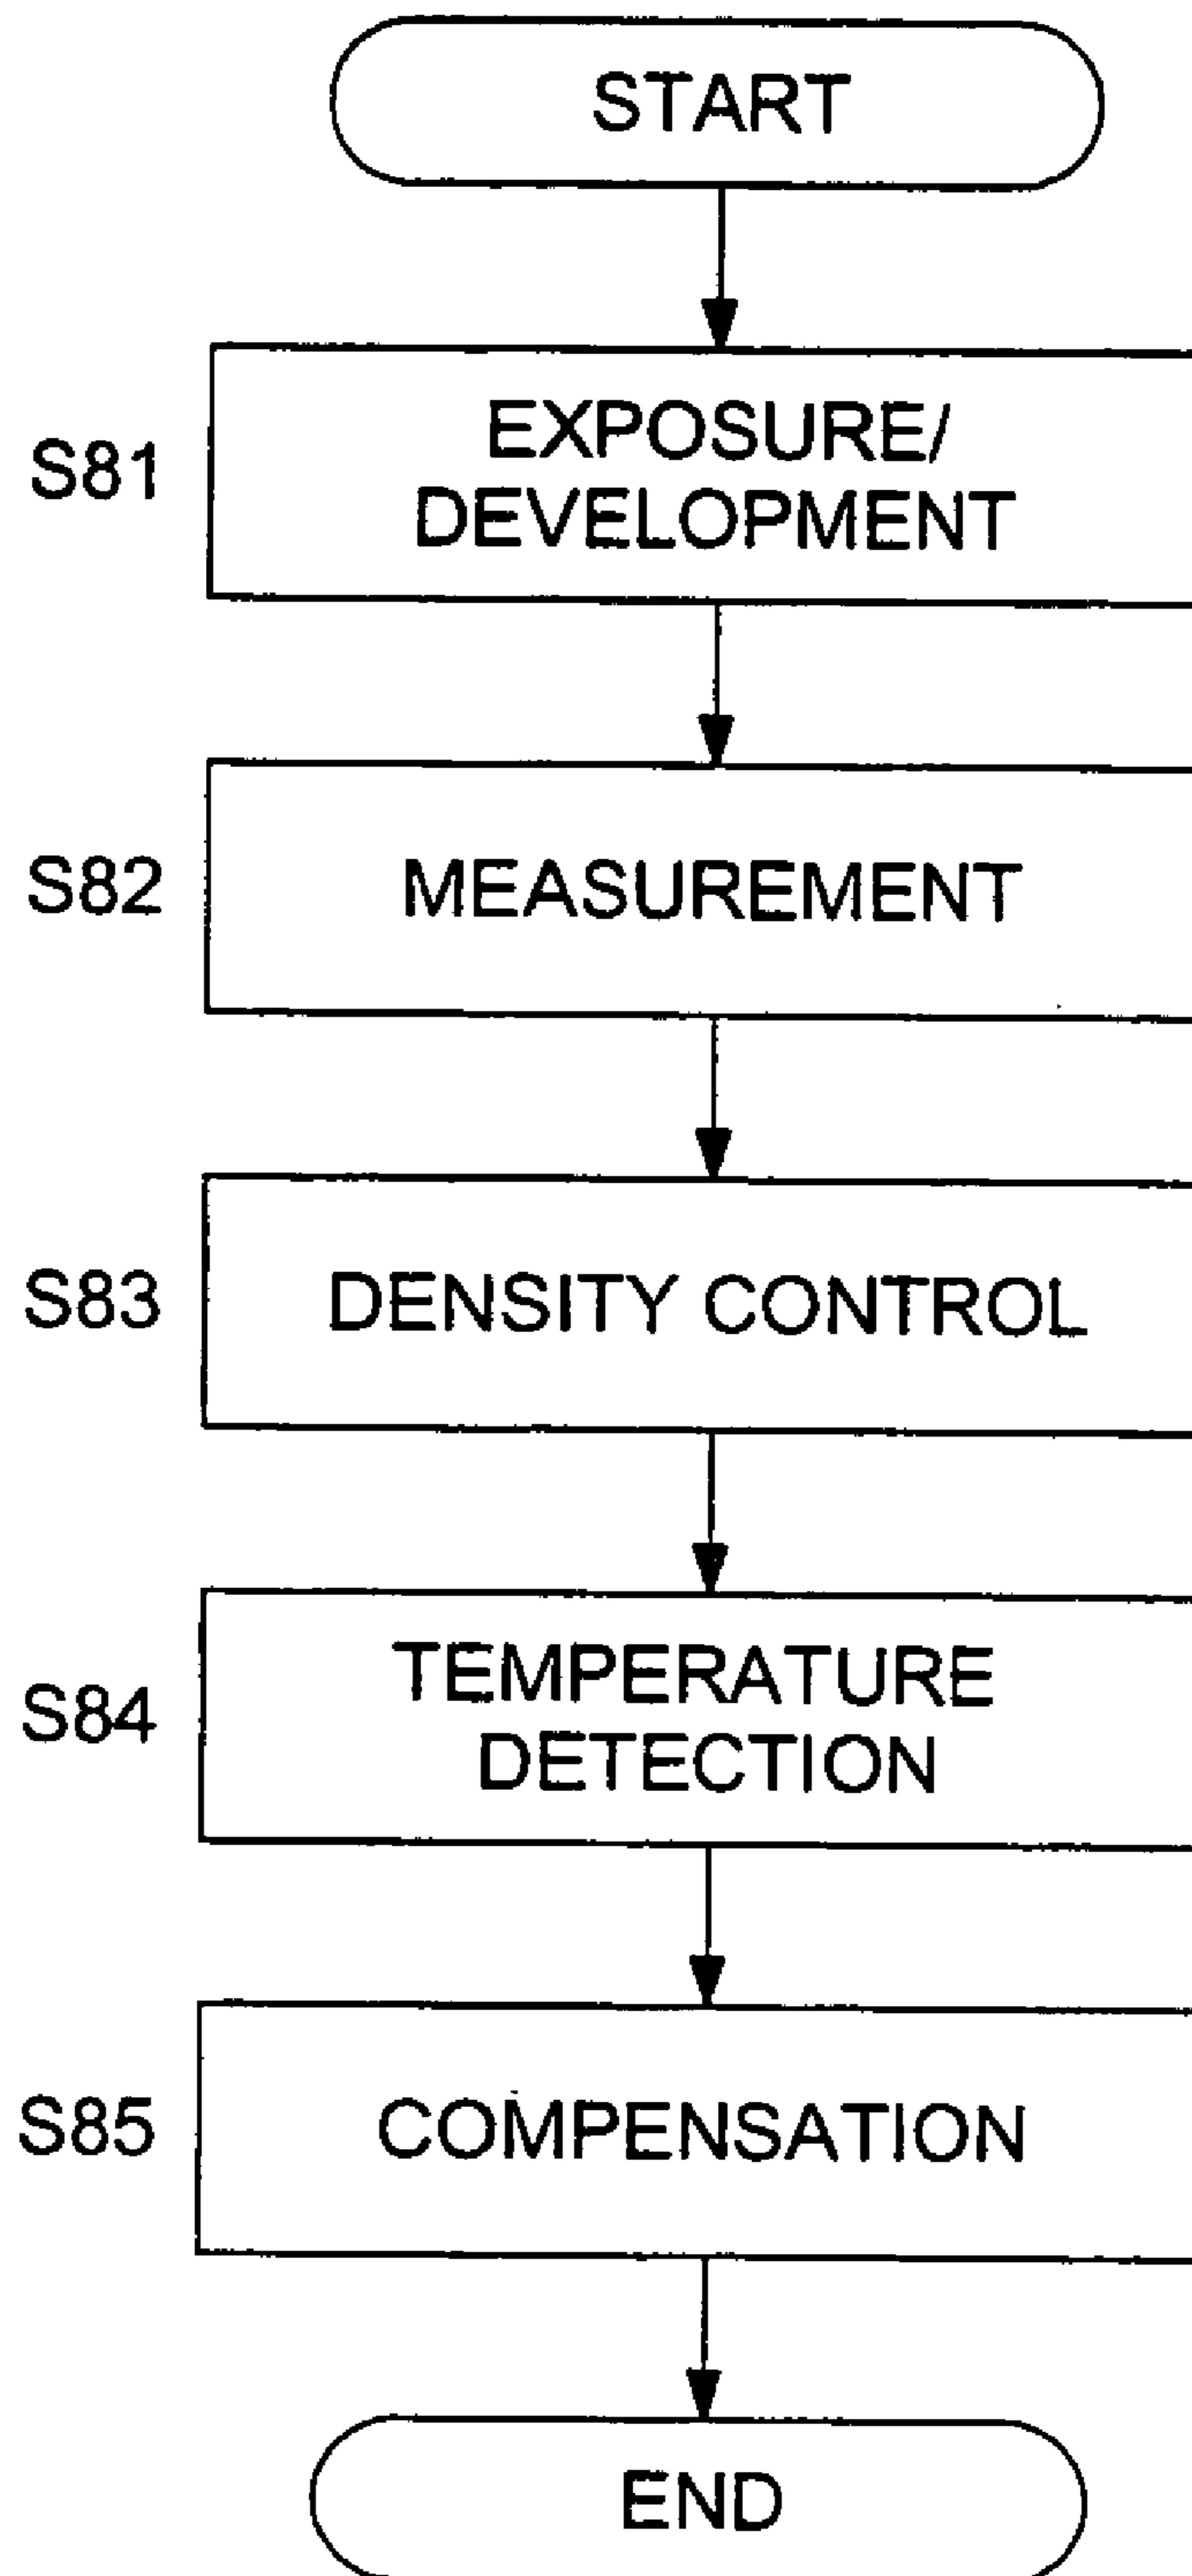 START
S81
EXPOSURE/
DEVELOPMENT
S82
MEASUREMENT
S83
DENSITY CONTROL
S84
TEMPERATURE
DETECTION
S85
COMPENSATION
END